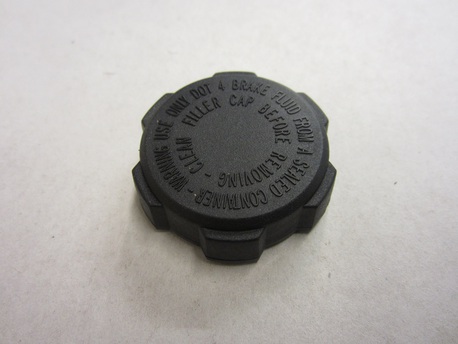 WARNING USE ONLY DOT 4 BRAKE FLUID FROM A SEALED CONTAINER -
CLEAN FILLER CAP BEFORE REMOVING -